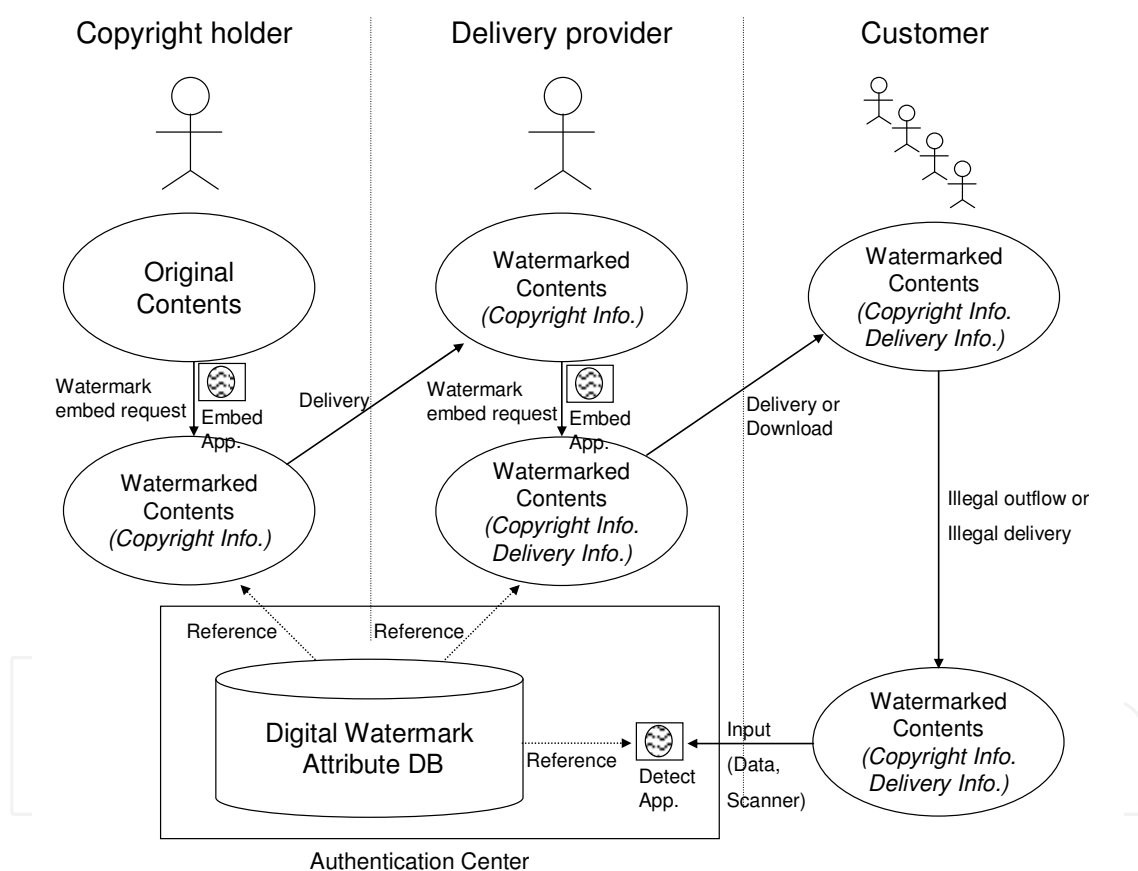 Copyright holder
Delivery provider
Customer
Original
Contents
Watermarked
Contents
(Copyright Info.)
Watermarked
Contents
(Copyright Info.
Delivery Info.)
Watermark
embed request
Embed
App.
Delivery
Watermark
embed request
Embed
App.
Delivery or
Download
Watermarked
Contents
(Copyright Info.)
Watermarked
Contents
(Copyright Info.
Delivery Info.)
Illegal outflow or
Illegal delivery
Reference
Reference
Digital Watermark
Attribute DB
Reference
Detect
App.
Input
(Data,
Scanner)
Watermarked
Contents
(Copyright Info.
Delivery Info.)
Authentication Center